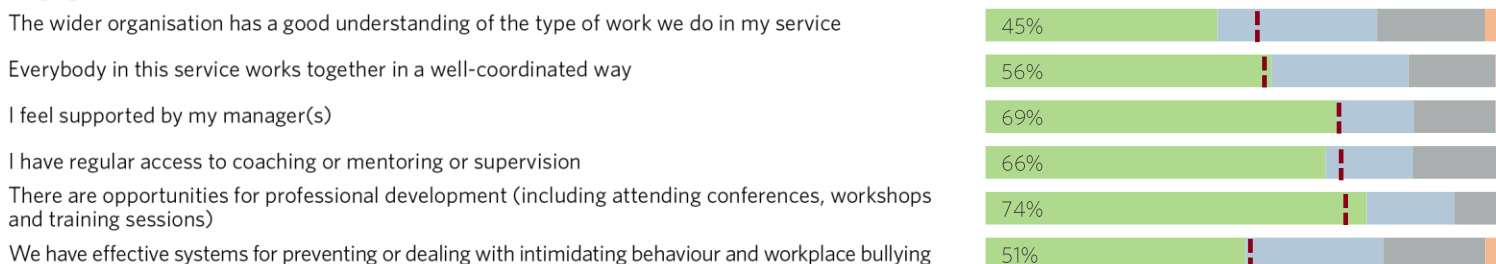 The wider organisation has a good understanding of the type of work we do in my service 45%
Everybody in this service works together in a well-coordinated way 56%
I feel supported by my manager(s) 69%
I have regular access to coaching or mentoring or supervision 66%
There are opportunities for professional development (including attending conferences, workshops
and training sessions) 74%
We have effective systems for preventing or dealing with intimidating behaviour and workplace bullying 51%